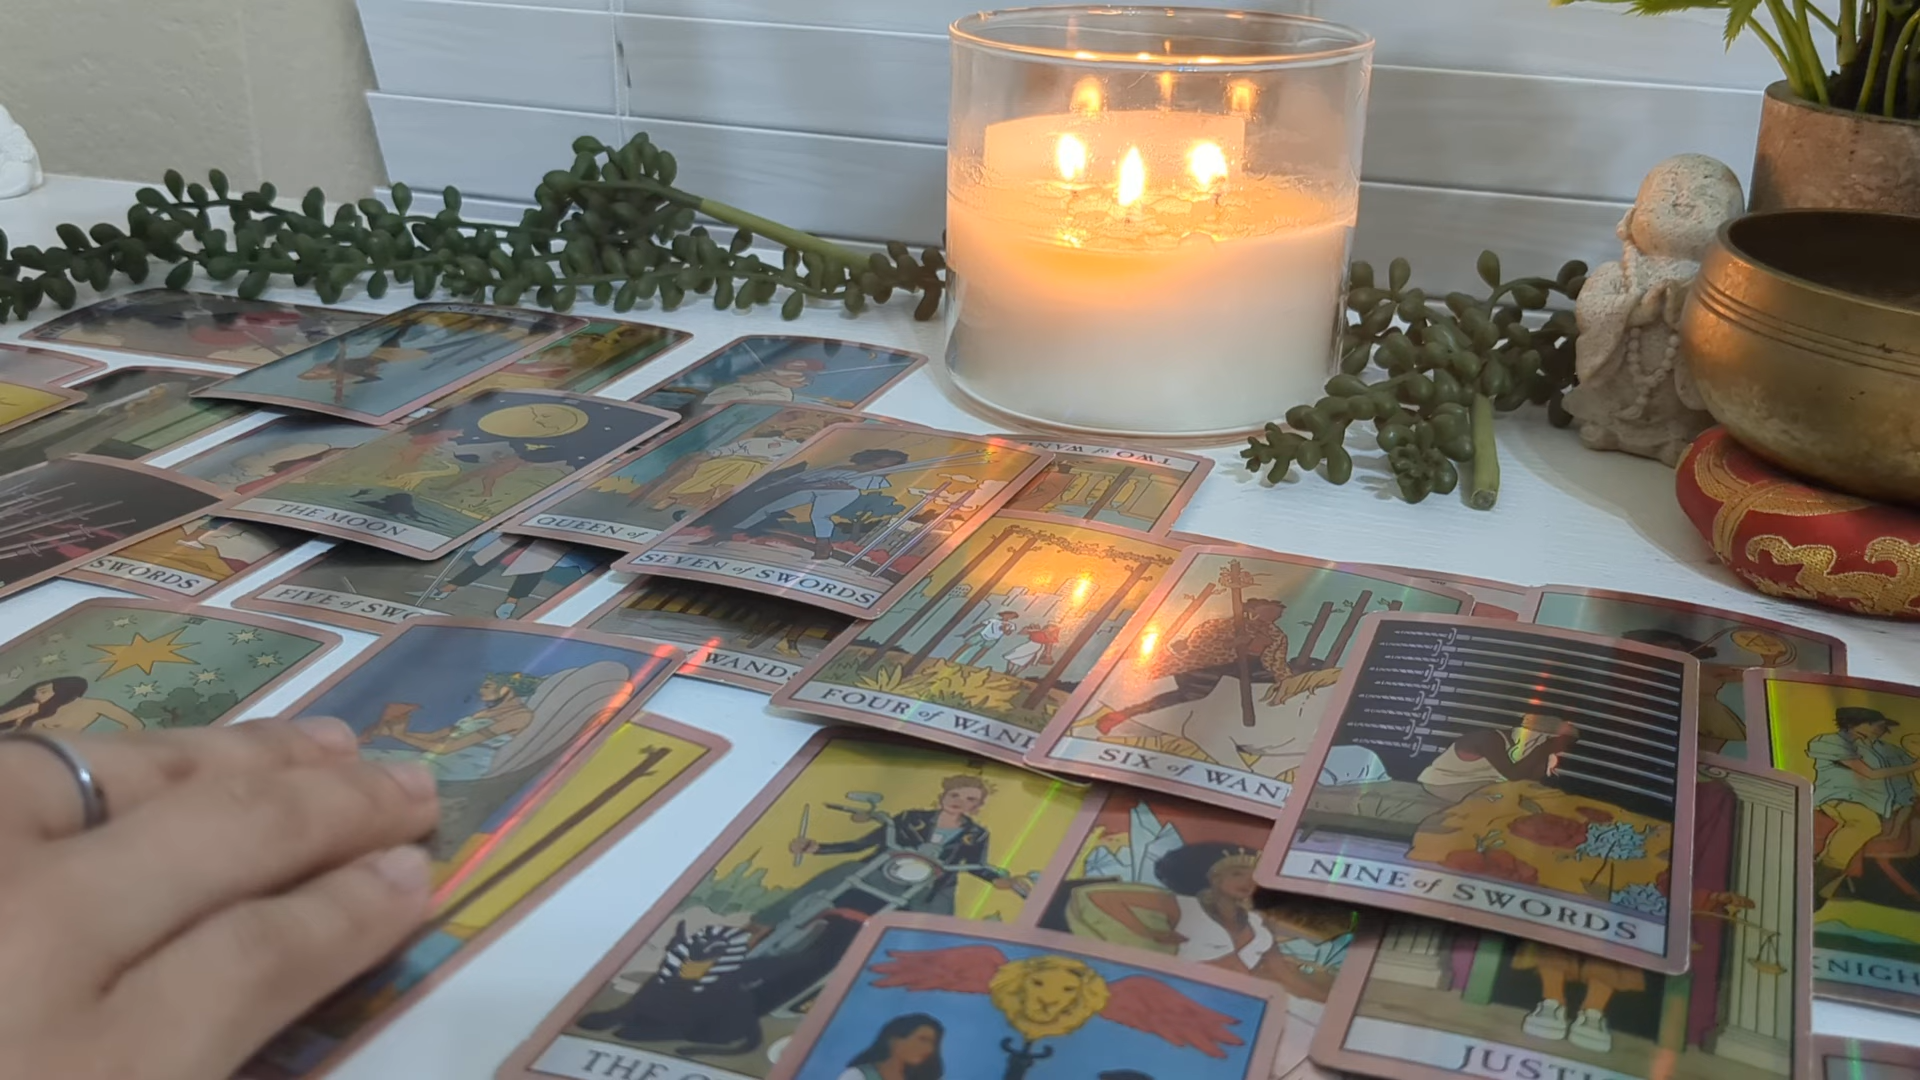 TWO of WAN
THE MOON
QUEEN of
SEVEN of SWORDS
SWORDS
FIVE of SWO
WANDS
FOUR of WAND
SIX of WAN
NINE of SWORDS
KNIGH
THE
JUSTI